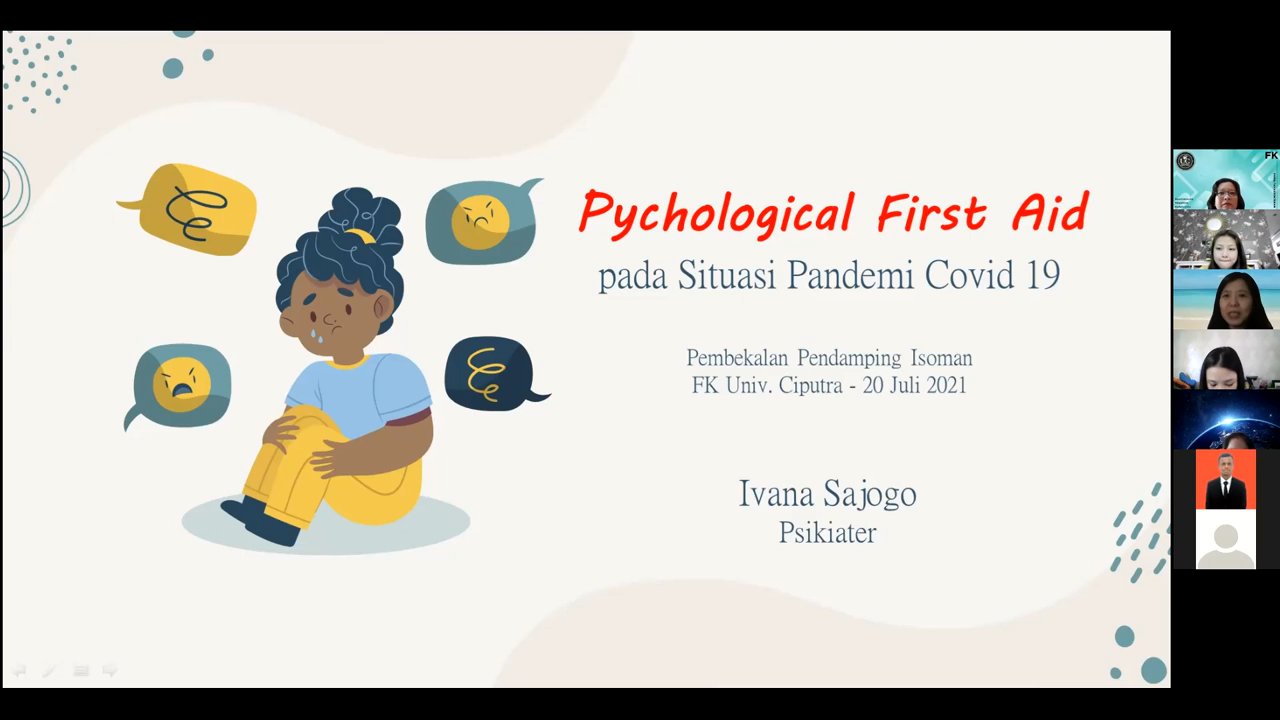 Pychological First Aid
pada Situasi Pandemi Covid 19
Pembekalan Pendamping Isoman
FK Univ. Ciputra - 20 Juli 2021
Ivana Sajogo
Psikiater
FK